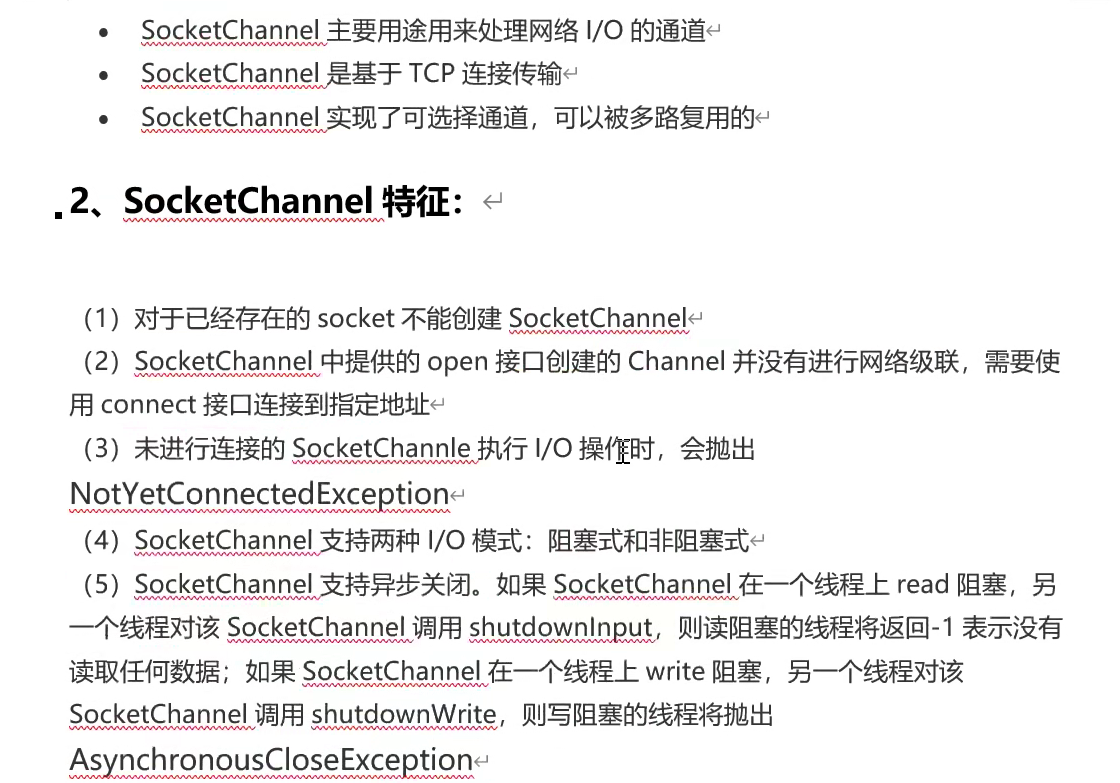 • SocketChannel 主要用途用来处理网络 I/O 的通道
• SocketChannel 是基于 TCP 连接传输
• SocketChannel 实现了可选择通道，可以被多路复用的
2、SocketChannel 特征：
（1）对于已经存在的 socket 不能创建 SocketChannel
（2）SocketChannel 中提供的 open 接口创建的 Channel 并没有进行网络级联，需要使
用 connect 接口连接到指定地址
（3）未进行连接的 SocketChannle 执行 I/O 操作时，会抛出
NotYetConnectedException
（4）SocketChannel 支持两种 I/O 模式：阻塞式和非阻塞式
（5）SocketChannel 支持异步关闭。如果 SocketChannel 在一个线程上 read 阻塞，另
一个线程对该 SocketChannel 调用 shutdownInput，则读阻塞的线程将返回-1 表示没有
读取任何数据；如果 SocketChannel 在一个线程上 write 阻塞，另一个线程对该
SocketChannel 调用 shutdownWrite，则写阻塞的线程将抛出
AsynchronousCloseException